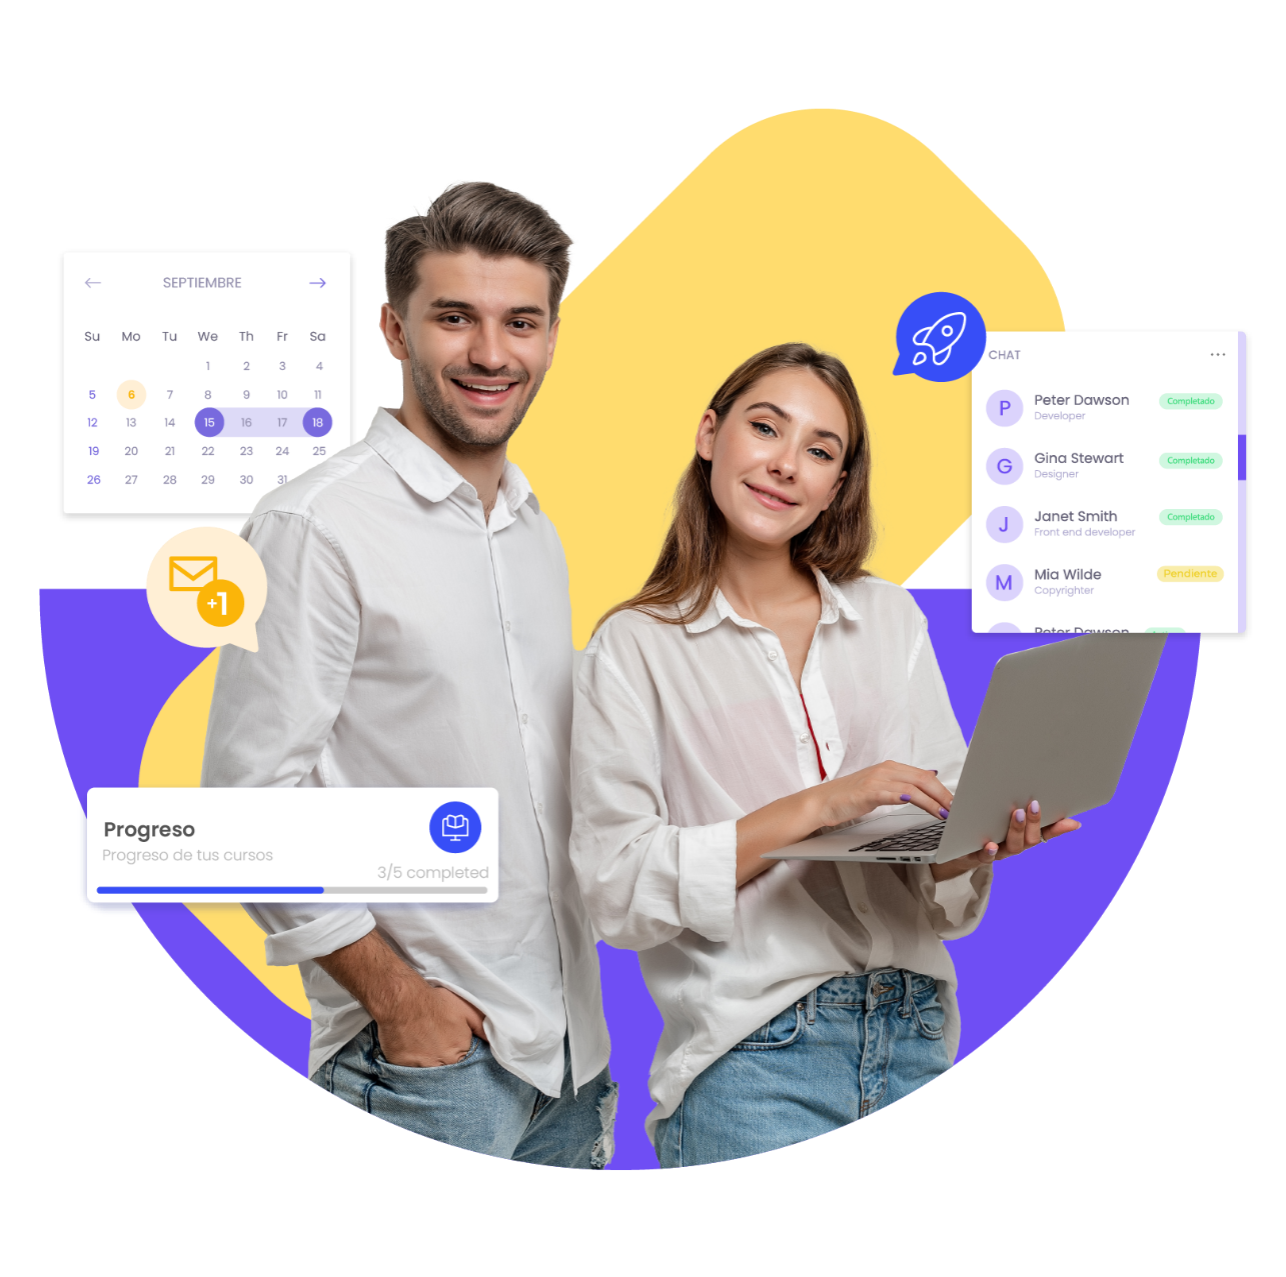 SEPTIEMBRE
Su Mo Tu We Th Fr Sa
1 2 3 4
5 6 7 8 9 10 11
12 13 14 15 16 17 18
19 20 21 22 23 24 25
26 27 28 29 30 31
+1
CHAT
P Peter Dawson Completado
Developer
G Gina Stewart Completado
Designer
J Janet Smith Completado
Front end developer
M Mia Wilde Pendiente
Copyrighter
Peter Dawson
Progreso
Progreso de tus cursos
3/5 completed